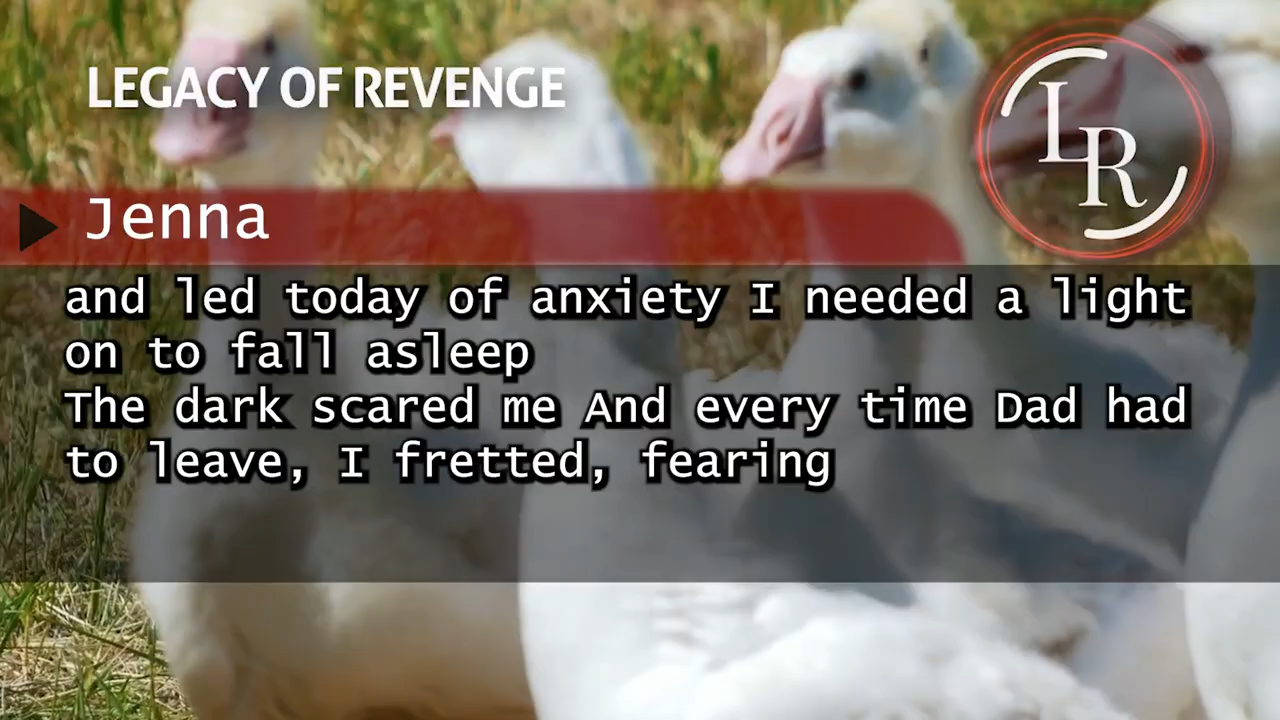 LEGACY OF REVENGE
LR
Jenna
and led today of anxiety I needed a light
on to fall asleep
The dark scared me And every time Dad had
to leave, I fretted, fearing